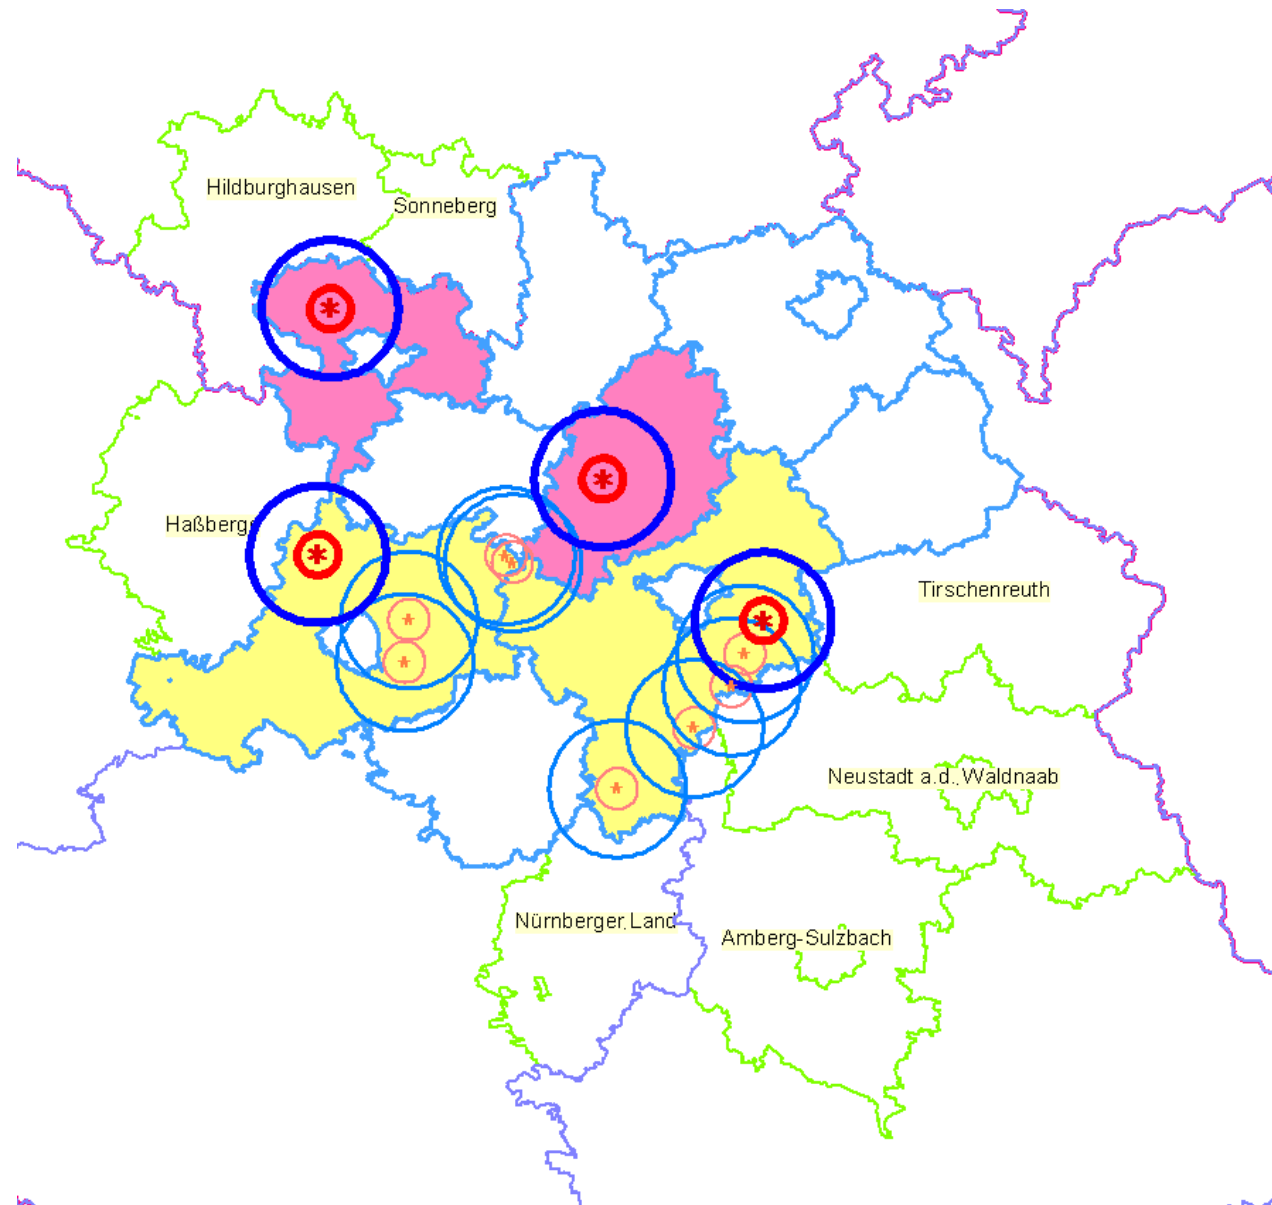 Hildburghausen
Sonneberg
Haßberge
Tirschenreuth
Neustadt a.d. Waldnaab
Nürnberger Land
Amberg-Sulzbach